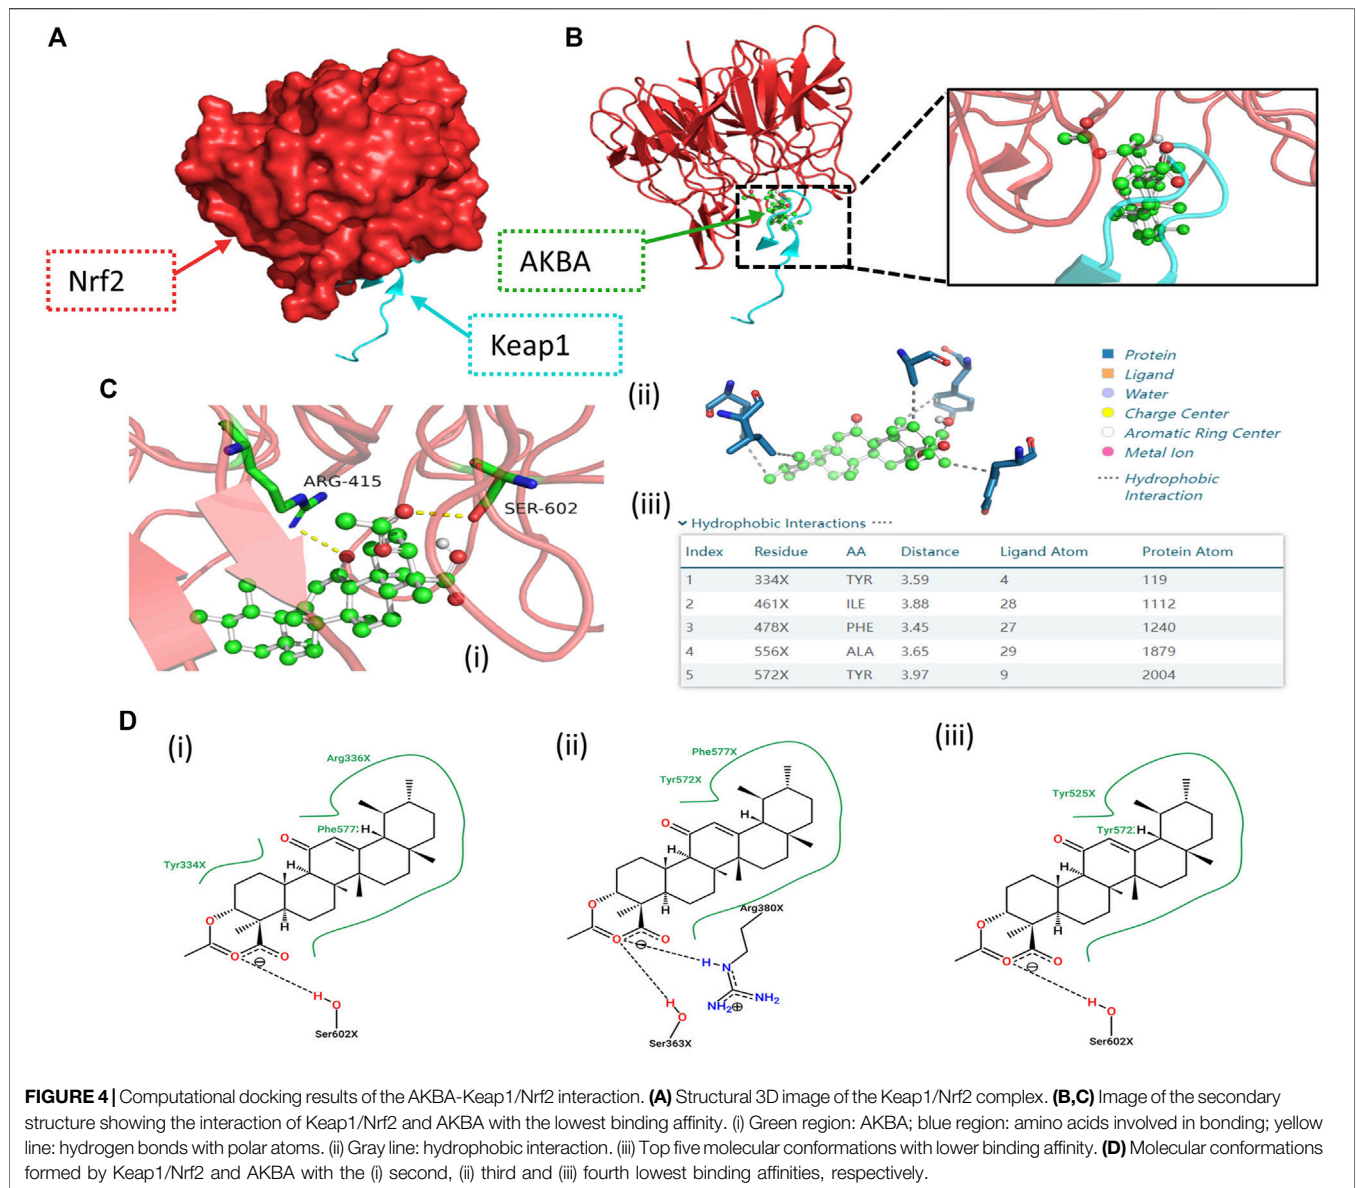 A
B
Nrf2
AKBA
Keap1
C
ARG-415
SER-602
(i)
(ii)
Protein
Ligand
Water
Charge Center
Aromatic Ring Center
Metal Ion
Hydrophobic
Interaction
(iii)
Hydrophobic Interactions
Index Residue AA Distance Ligand Atom Protein Atom
1 334X TYR 3.59 4 119
2 461X ILE 3.88 28 1112
3 478X PHE 3.45 27 1240
4 556X ALA 3.65 29 1879
5 572X TYR 3.97 9 2004
D
(i)
Arg336X
Phe577X
Tyr334X
H
H
H
O
O
O
O
H
O
Ser602X
(ii)
Phe577X
Tyr572X
H
H
H
O
O
O
O
Arg380X
H
N
NH2
NH2
H
O
Ser363X
(iii)
Tyr525X
Tyr572
H
H
H
O
O
O
O
H
O
Ser602X
FIGURE 4 | Computational docking results of the AKBA-Keap1/Nrf2 interaction. (A) Structural 3D image of the Keap1/Nrf2 complex. (B,C) Image of the secondary
structure showing the interaction of Keap1/Nrf2 and AKBA with the lowest binding affinity. (i) Green region: AKBA; blue region: amino acids involved in bonding; yellow
line: hydrogen bonds with polar atoms. (ii) Gray line: hydrophobic interaction. (iii) Top five molecular conformations with lower binding affinity. (D) Molecular conformations
formed by Keap1/Nrf2 and AKBA with the (i) second, (ii) third and (iii) fourth lowest binding affinities, respectively.